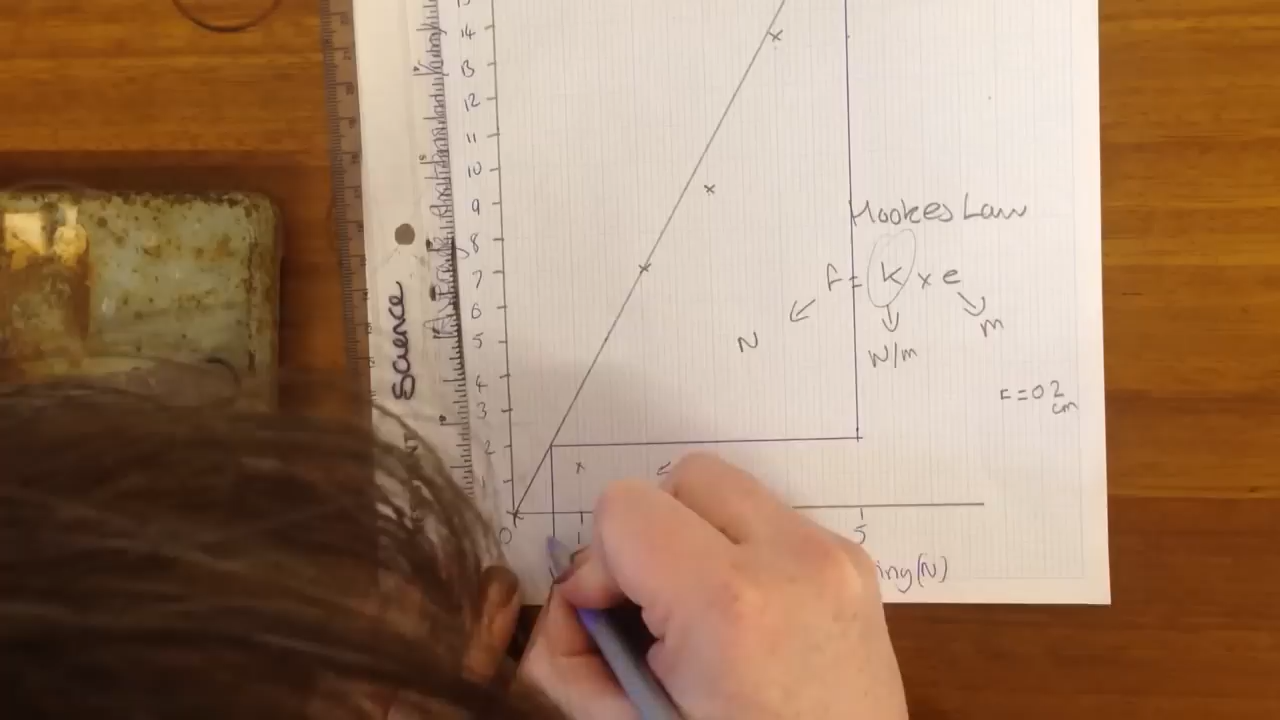 14
13
12
11
10
9
8
7
6
5
4
3
2
1
0
1
5
ing (N)
Hookes Law
F = k x e
N
N/m
m
F = 0 2
cm
Science